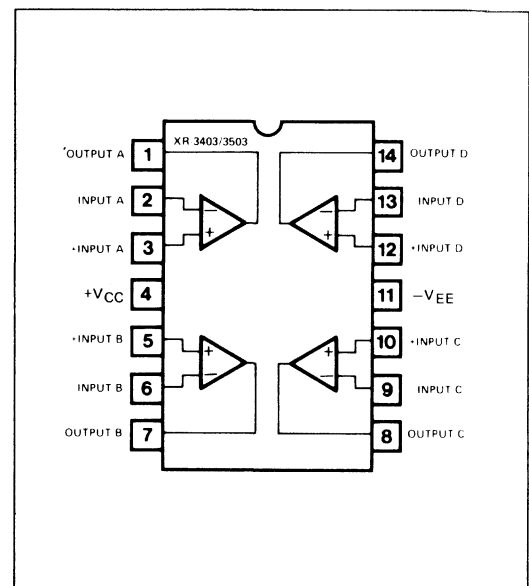 XR 3403/3503
OUTPUT A 1
14 OUTPUT D
INPUT A 2
13 INPUT D
+INPUT A 3
12 +INPUT D
+VCC 4
11 −VEE
+INPUT B 5
10 +INPUT C
INPUT B 6
9 INPUT C
OUTPUT B 7
8 OUTPUT C
− +
− +
+ −
+ −